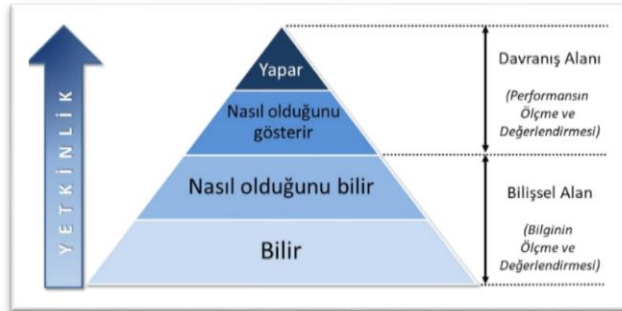 YETKİNLİK
Yapar
Nasıl olduğunu
gösterir
Nasıl olduğunu bilir
Bilir
Davranış Alanı
(Performansın
Ölçme ve
Değerlendirmesi)
Bilişsel Alan
(Bilginin
Ölçme ve
Değerlendirmesi)